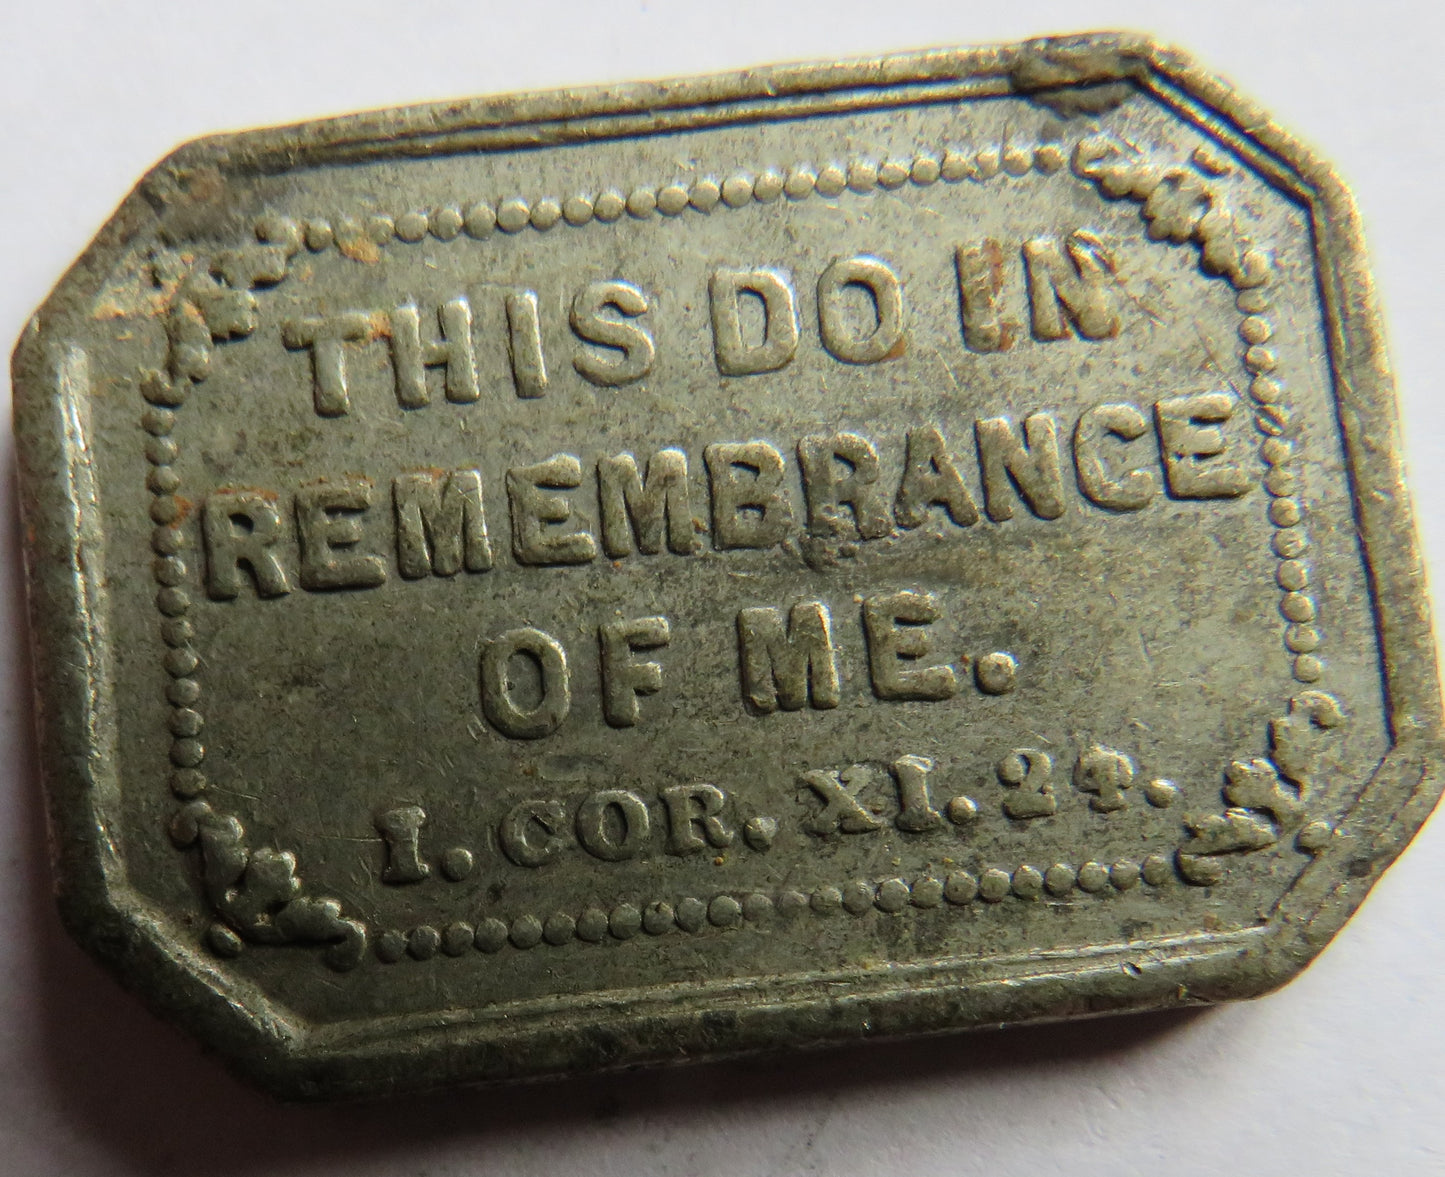 THIS DO IN
REMEMBRANCE
OF ME.
I. COR. XI. 24.